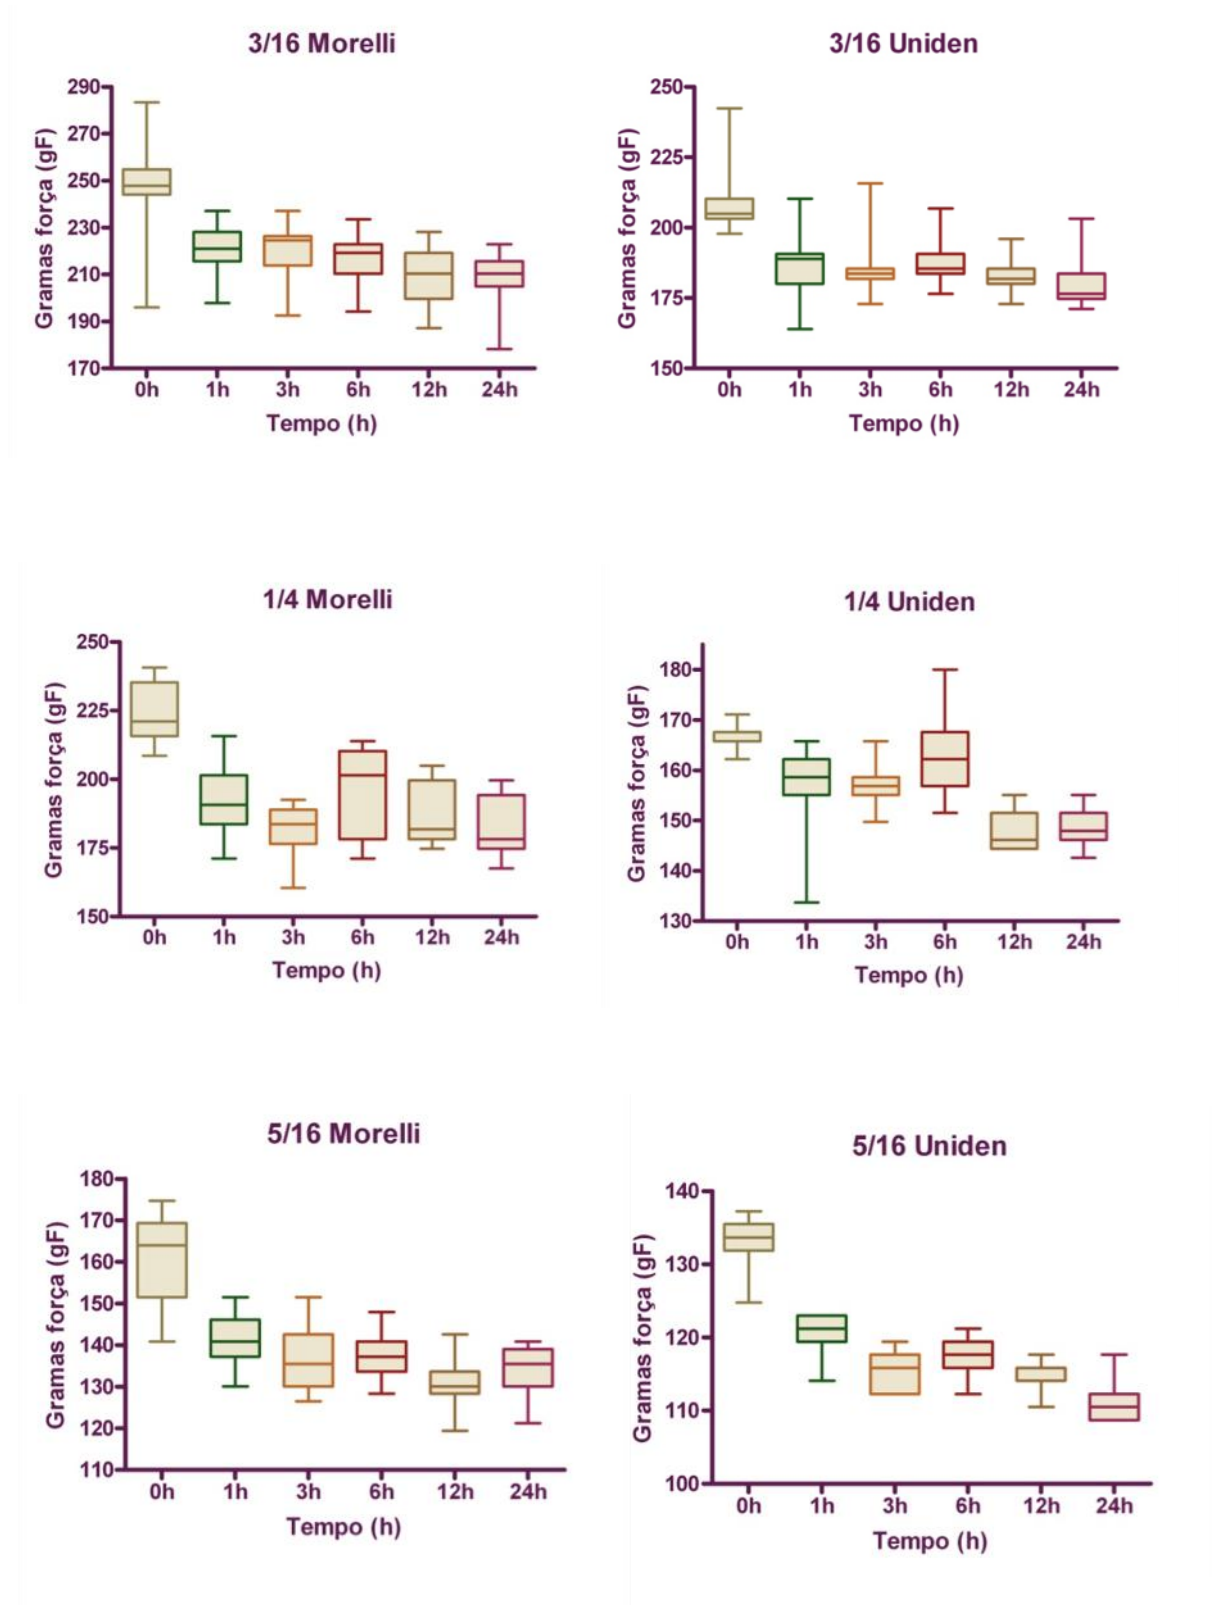 3/16 Morelli
Gramas força (gF)
290
270
250
230
210
190
170
0h 1h 3h 6h 12h 24h
Tempo (h)
3/16 Uniden
Gramas força (gF)
250
225
200
175
150
0h 1h 3h 6h 12h 24h
Tempo (h)
1/4 Morelli
Gramas força (gF)
250
225
200
175
150
0h 1h 3h 6h 12h 24h
Tempo (h)
1/4 Uniden
Gramas força (gF)
180
170
160
150
140
130
0h 1h 3h 6h 12h 24h
Tempo (h)
5/16 Morelli
Gramas força (gF)
180
170
160
150
140
130
120
110
0h 1h 3h 6h 12h 24h
Tempo (h)
5/16 Uniden
Gramas força (gF)
140
130
120
110
100
0h 1h 3h 6h 12h 24h
Tempo (h)